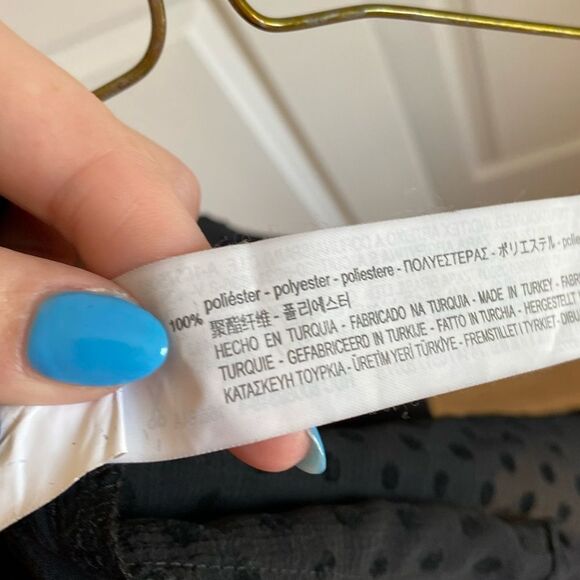 100% poliéster - polyester - poliestere - ΠΟΛΥΕΣΤΕΡΑΣ - ポリエステル -
聚酯纤维 - 폴리에스터
HECHO EN TURQUIA - FABRICADO NA TURQUIA - MADE IN TURKEY -
TURQUIE - GEFABRICEERD IN TURKIJE - FATTO IN TURCHIA - HERGESTELLT
ΚΑΤΑΣΚΕΥΗ ΤΟΥΡΚΙΑ - ÜRETİM YERİ TÜRKİYE - FREMSTILLET I TYRKIET -